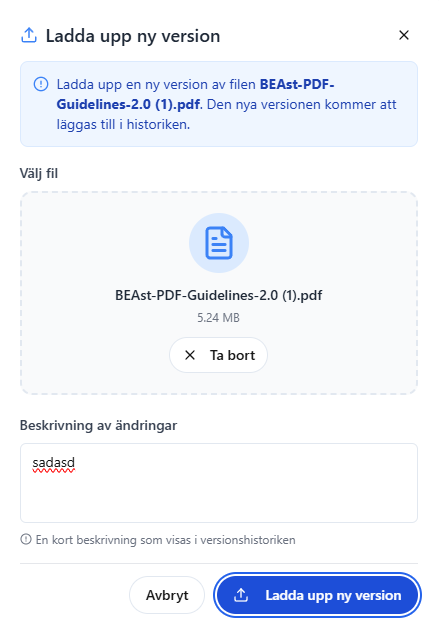 Ladda upp ny version
Ladda upp en ny version av filen BEAst-PDF-
Guidelines-2.0 (1).pdf. Den nya versionen kommer att
läggas till i historiken.
Välj fil
BEAst-PDF-Guidelines-2.0 (1).pdf
5.24 MB
Ta bort
Beskrivning av ändringar
sadasd
En kort beskrivning som visas i versionshistoriken
Avbryt
Ladda upp ny version